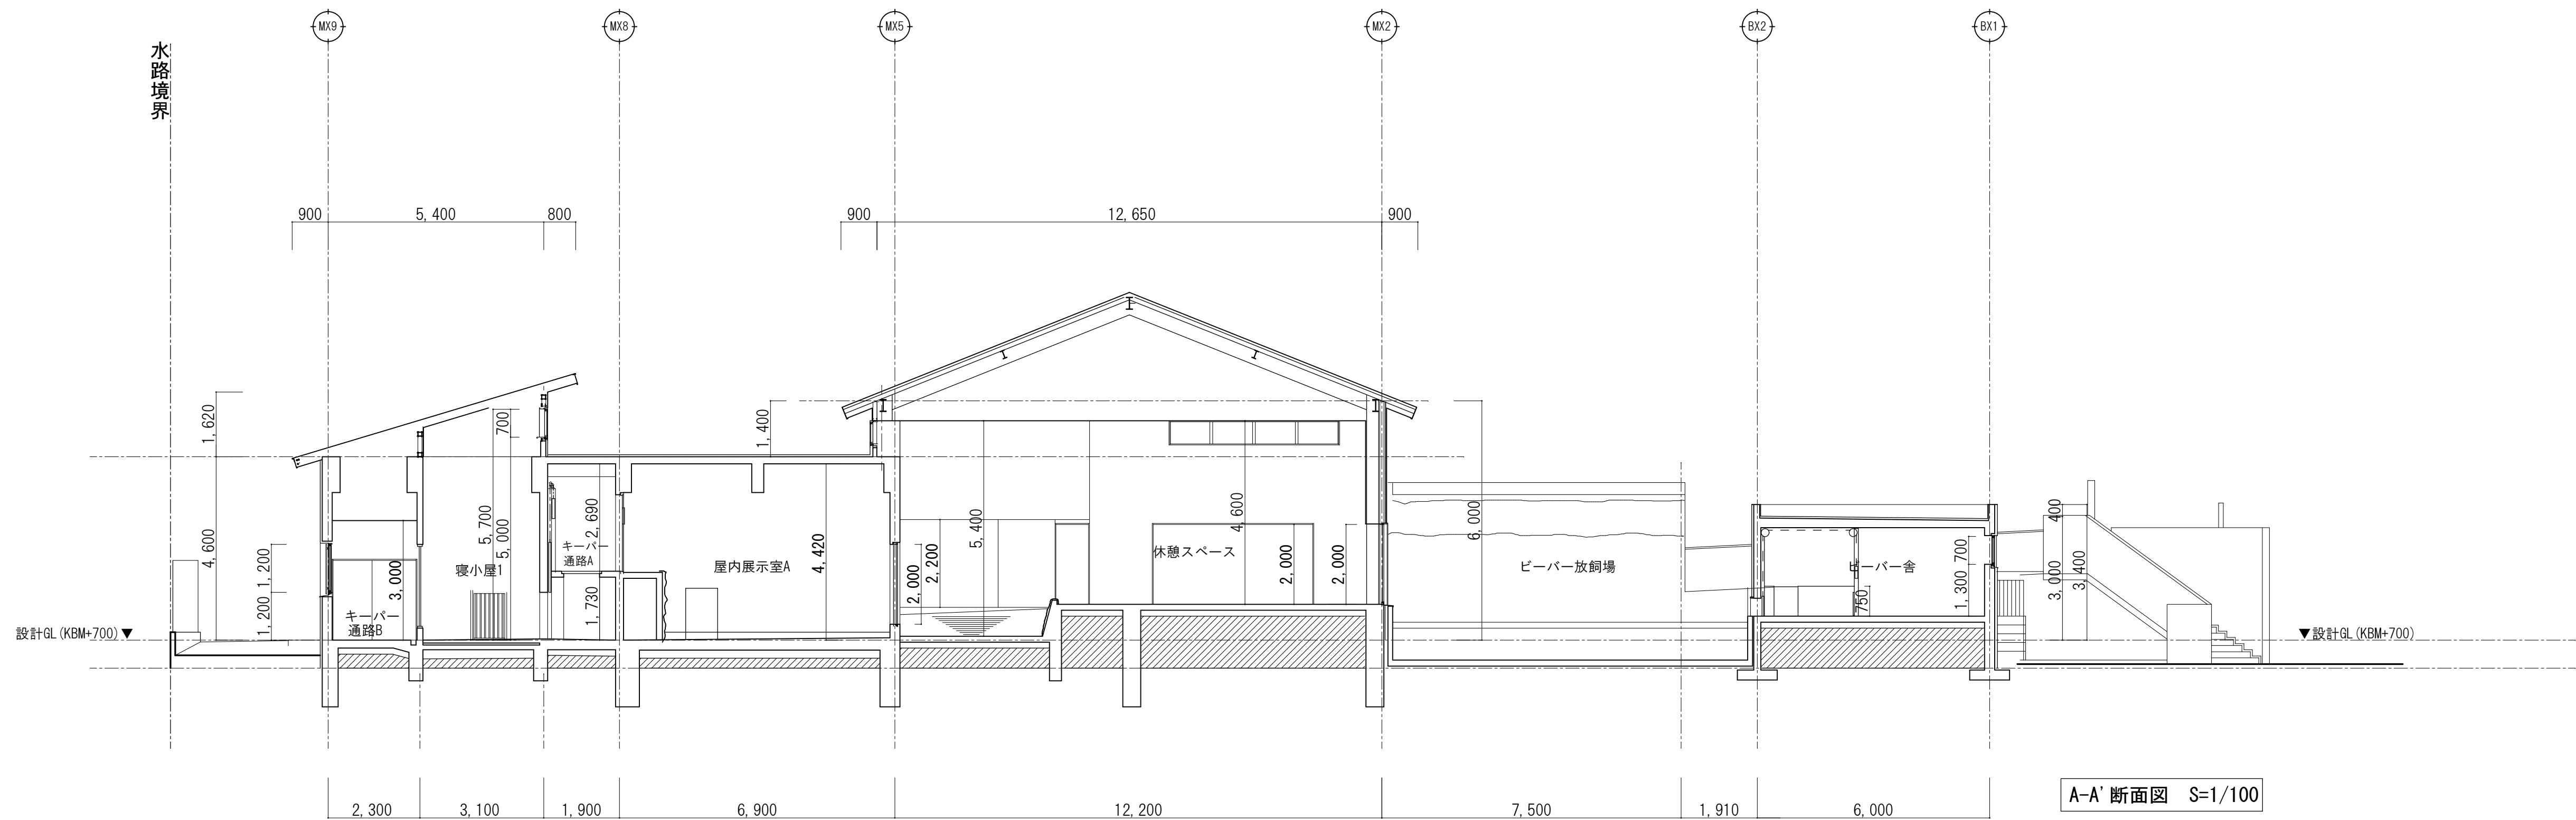 MX9
MX8
MX5
MX2
BX2
BX1
水路境界
900
5,400
800
900
12,650
900
1,620
700
1,400
4,600
1,200
1,200
3,000
5,700
5,000
2,690
1,730
4,420
2,000
2,200
5,400
4,600
2,000
2,000
6,000
750
1,300
700
400
3,000
3,400
キーパー
通路B
寝小屋1
キーパー
通路A
屋内展示室A
休憩スペース
ビーバー放飼場
ビーバー舎
設計GL(KBM+700)▼
▼設計GL(KBM+700)
2,300
3,100
1,900
6,900
12,200
7,500
1,910
6,000
A-A'断面図 S=1/100